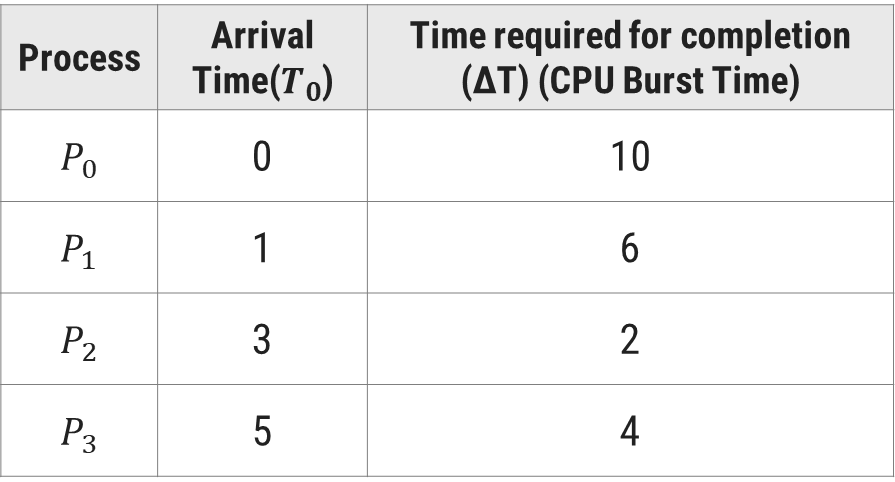 Process Arrival Time(T₀) Time required for completion (ΔT) (CPU Burst Time)
P₀ 0 10
P₁ 1 6
P₂ 3 2
P₃ 5 4